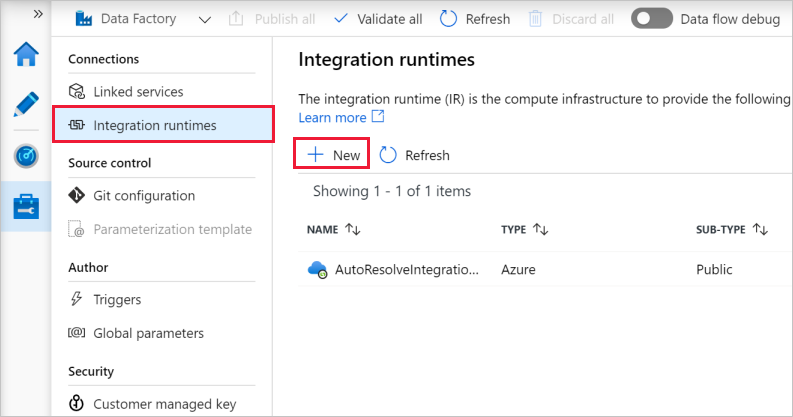 »
Data Factory
Publish all
Validate all
Refresh
Discard all
Data flow debug
Connections
Linked services
Integration runtimes
Source control
Git configuration
Parameterization template
Author
Triggers
Global parameters
Security
Customer managed key
Integration runtimes
The integration runtime (IR) is the compute infrastructure to provide the following
Learn more
New
Refresh
Showing 1 - 1 of 1 items
NAME TYPE SUB-TYPE
AutoResolveIntegratio... Azure Public